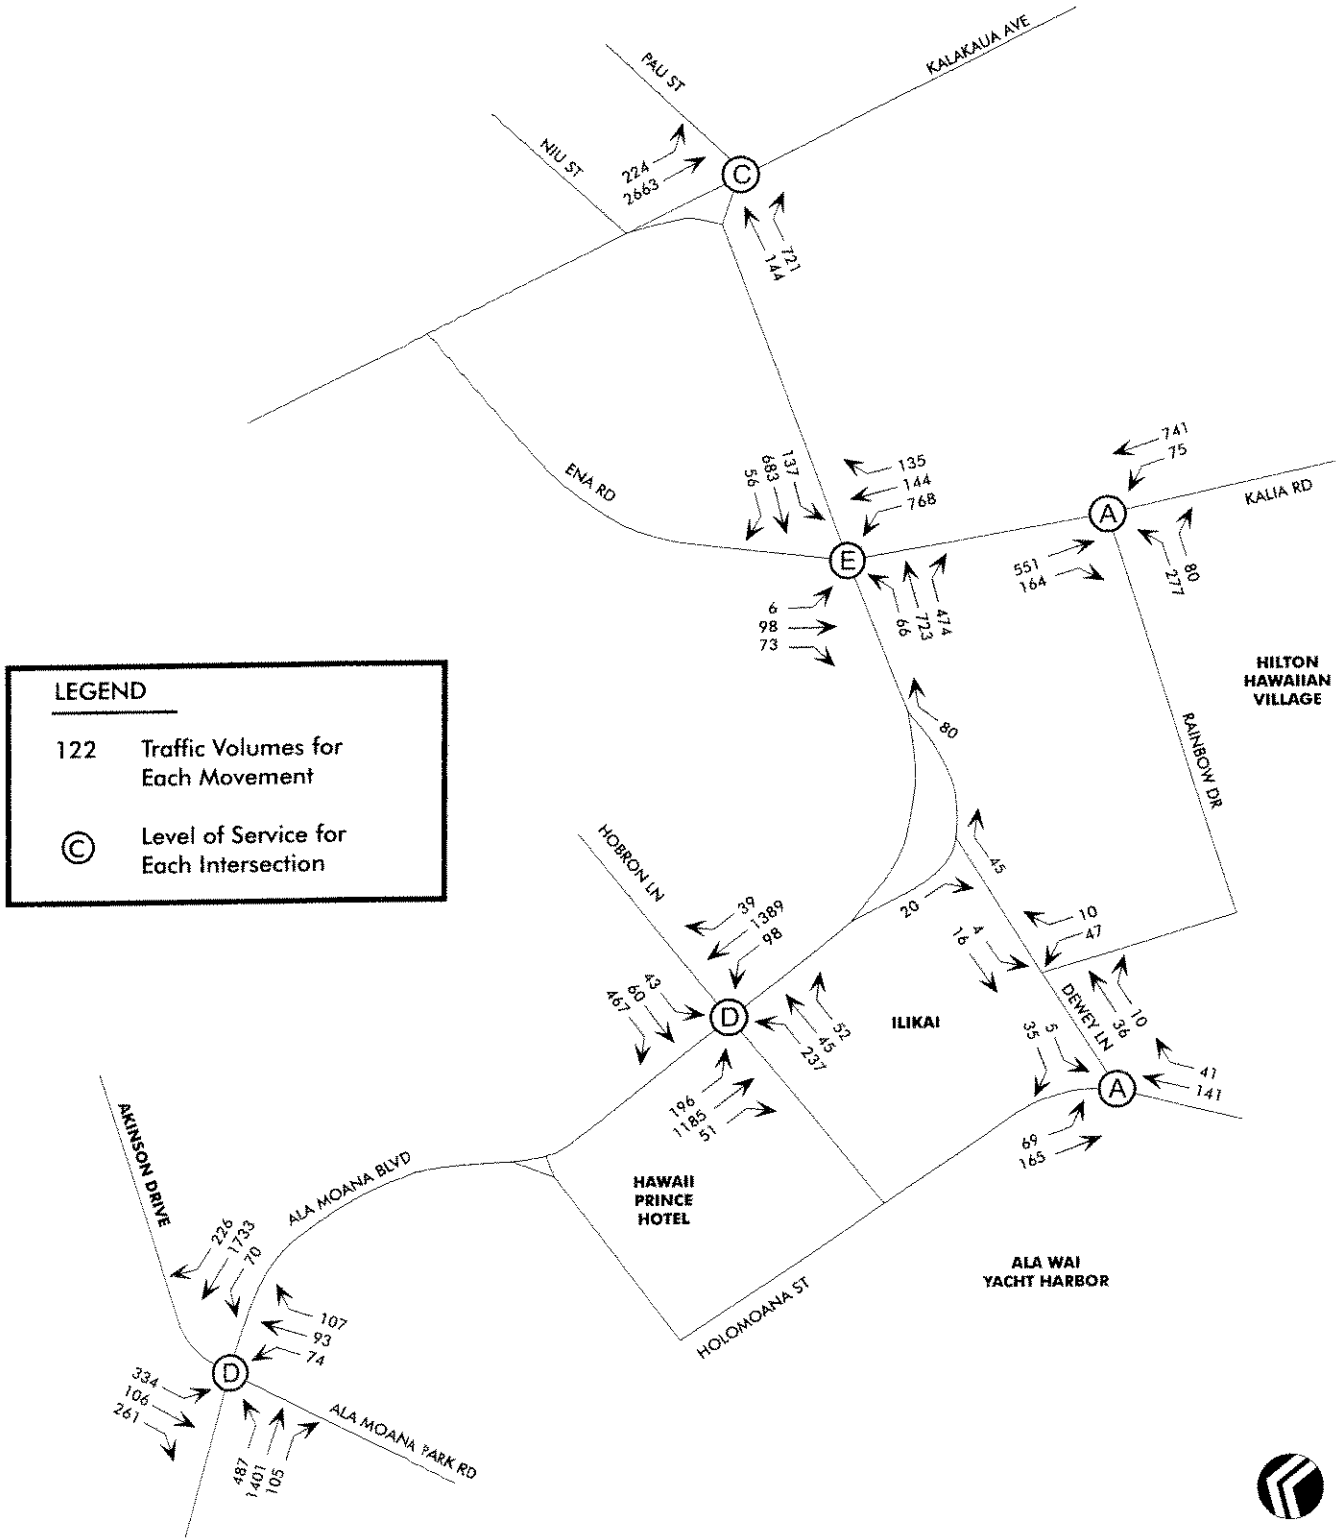 KALAKAUA AVE
PAU ST
NIU ST
224
2663
C
721
144
ENA RD
56
683
137
135
144
768
741
75
KALIA RD
A
E
551
164
80
277
6
98
73
66
723
474
HILTON
HAWAIIAN
VILLAGE
LEGEND
122 Traffic Volumes for
Each Movement
C Level of Service for
Each Intersection
80
RAINBOW DR
HOBRON LN
45
20
39
1389
98
10
47
4
16
43
60
467
D
ILIKAI
52
45
237
DEWEY LN
10
36
5
35
41
141
A
196
1185
51
69
165
AKINSON DRIVE
ALA MOANA BLVD
HAWAII
PRINCE
HOTEL
ALA WAI
YACHT HARBOR
HOLOMOANA ST
226
1733
70
107
93
74
D
334
106
261
ALA MOANA PARK RD
487
1401
105